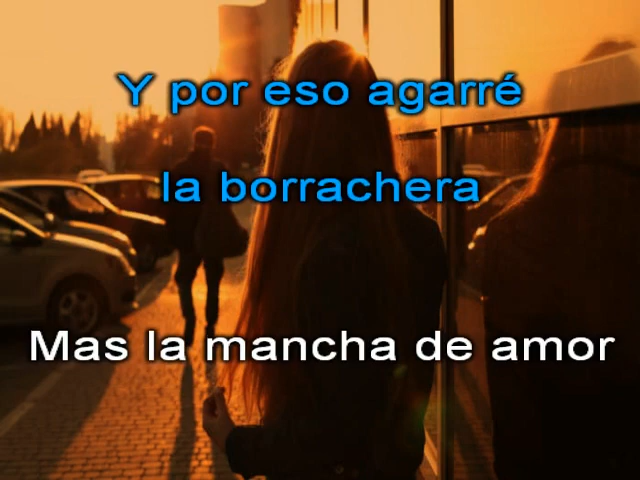 Y por eso agarré
la borrachera
Mas la mancha de amor